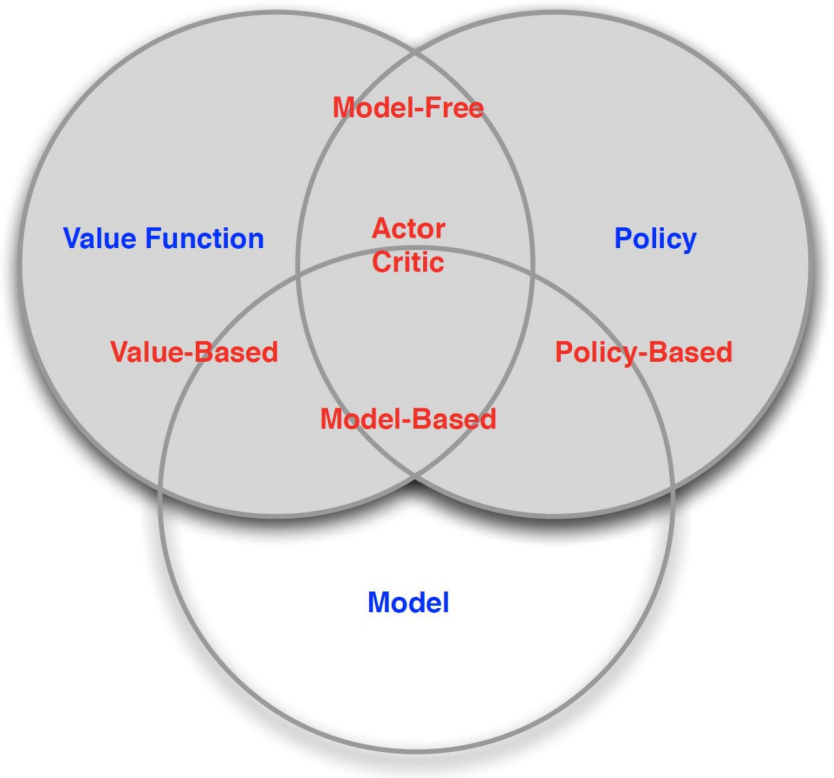 Model-Free
Actor
Critic
Value Function
Policy
Value-Based
Policy-Based
Model-Based
Model